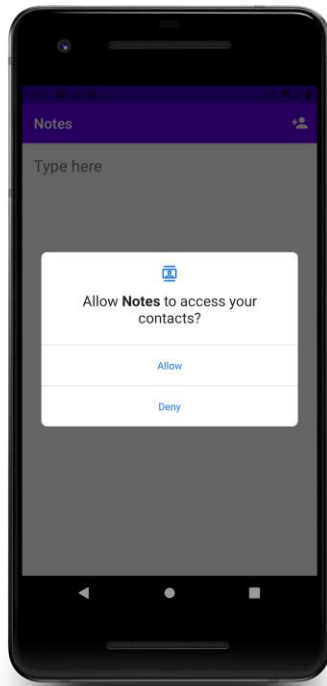 Notes
Type here
Allow Notes to access your
contacts?
Allow
Deny